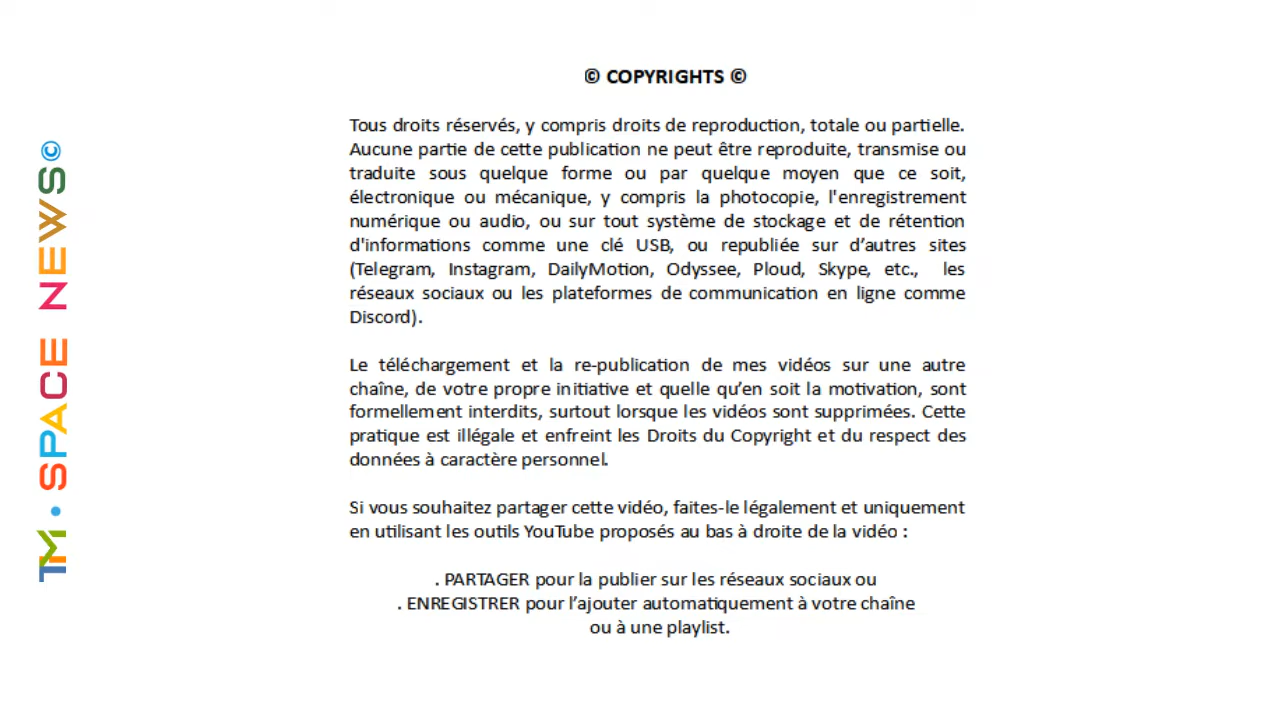 TM • SPACE NEWS©
© COPYRIGHTS ©
Tous droits réservés, y compris droits de reproduction, totale ou partielle.
Aucune partie de cette publication ne peut être reproduite, transmise ou
traduite sous quelque forme ou par quelque moyen que ce soit,
électronique ou mécanique, y compris la photocopie, l'enregistrement
numérique ou audio, ou sur tout système de stockage et de rétention
d'informations comme une clé USB, ou republiée sur d’autres sites
(Telegram, Instagram, DailyMotion, Odyssee, Ploud, Skype, etc., les
réseaux sociaux ou les plateformes de communication en ligne comme
Discord).
Le téléchargement et la re-publication de mes vidéos sur une autre
chaîne, de votre propre initiative et quelle qu’en soit la motivation, sont
formellement interdits, surtout lorsque les vidéos sont supprimées. Cette
pratique est illégale et enfreint les Droits du Copyright et du respect des
données à caractère personnel.
Si vous souhaitez partager cette vidéo, faites-le légalement et uniquement
en utilisant les outils YouTube proposés au bas à droite de la vidéo :
. PARTAGER pour la publier sur les réseaux sociaux ou
. ENREGISTRER pour l’ajouter automatiquement à votre chaîne
ou à une playlist.